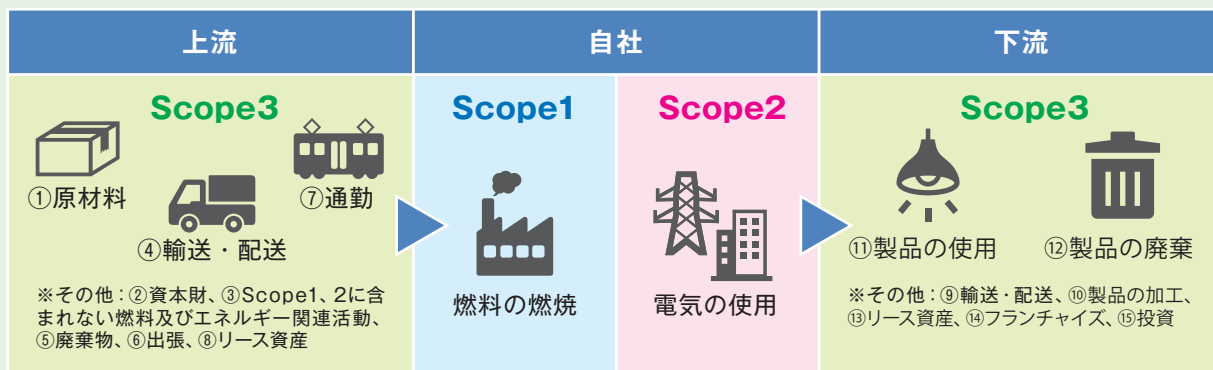 上流
自社
下流
Scope3
①原材料
⑦通勤
④輸送・配送
※その他：②資本財、③Scope1、2に含
まれない燃料及びエネルギー関連活動、
⑤廃棄物、⑥出張、⑧リース資産
Scope1
燃料の燃焼
Scope2
電気の使用
Scope3
⑪製品の使用
⑫製品の廃棄
※その他：⑨輸送・配送、⑩製品の加工、
⑬リース資産、⑭フランチャイズ、⑮投資